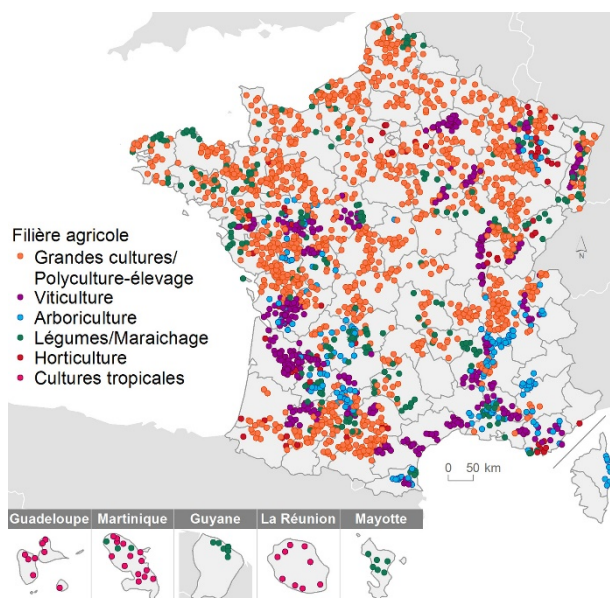 Filière agricole
Grandes cultures/
Polyculture-élevage
Viticulture
Arboriculture
Légumes/Maraichage
Horticulture
Cultures tropicales
N
0 50 km
Guadeloupe Martinique Guyane La Réunion Mayotte